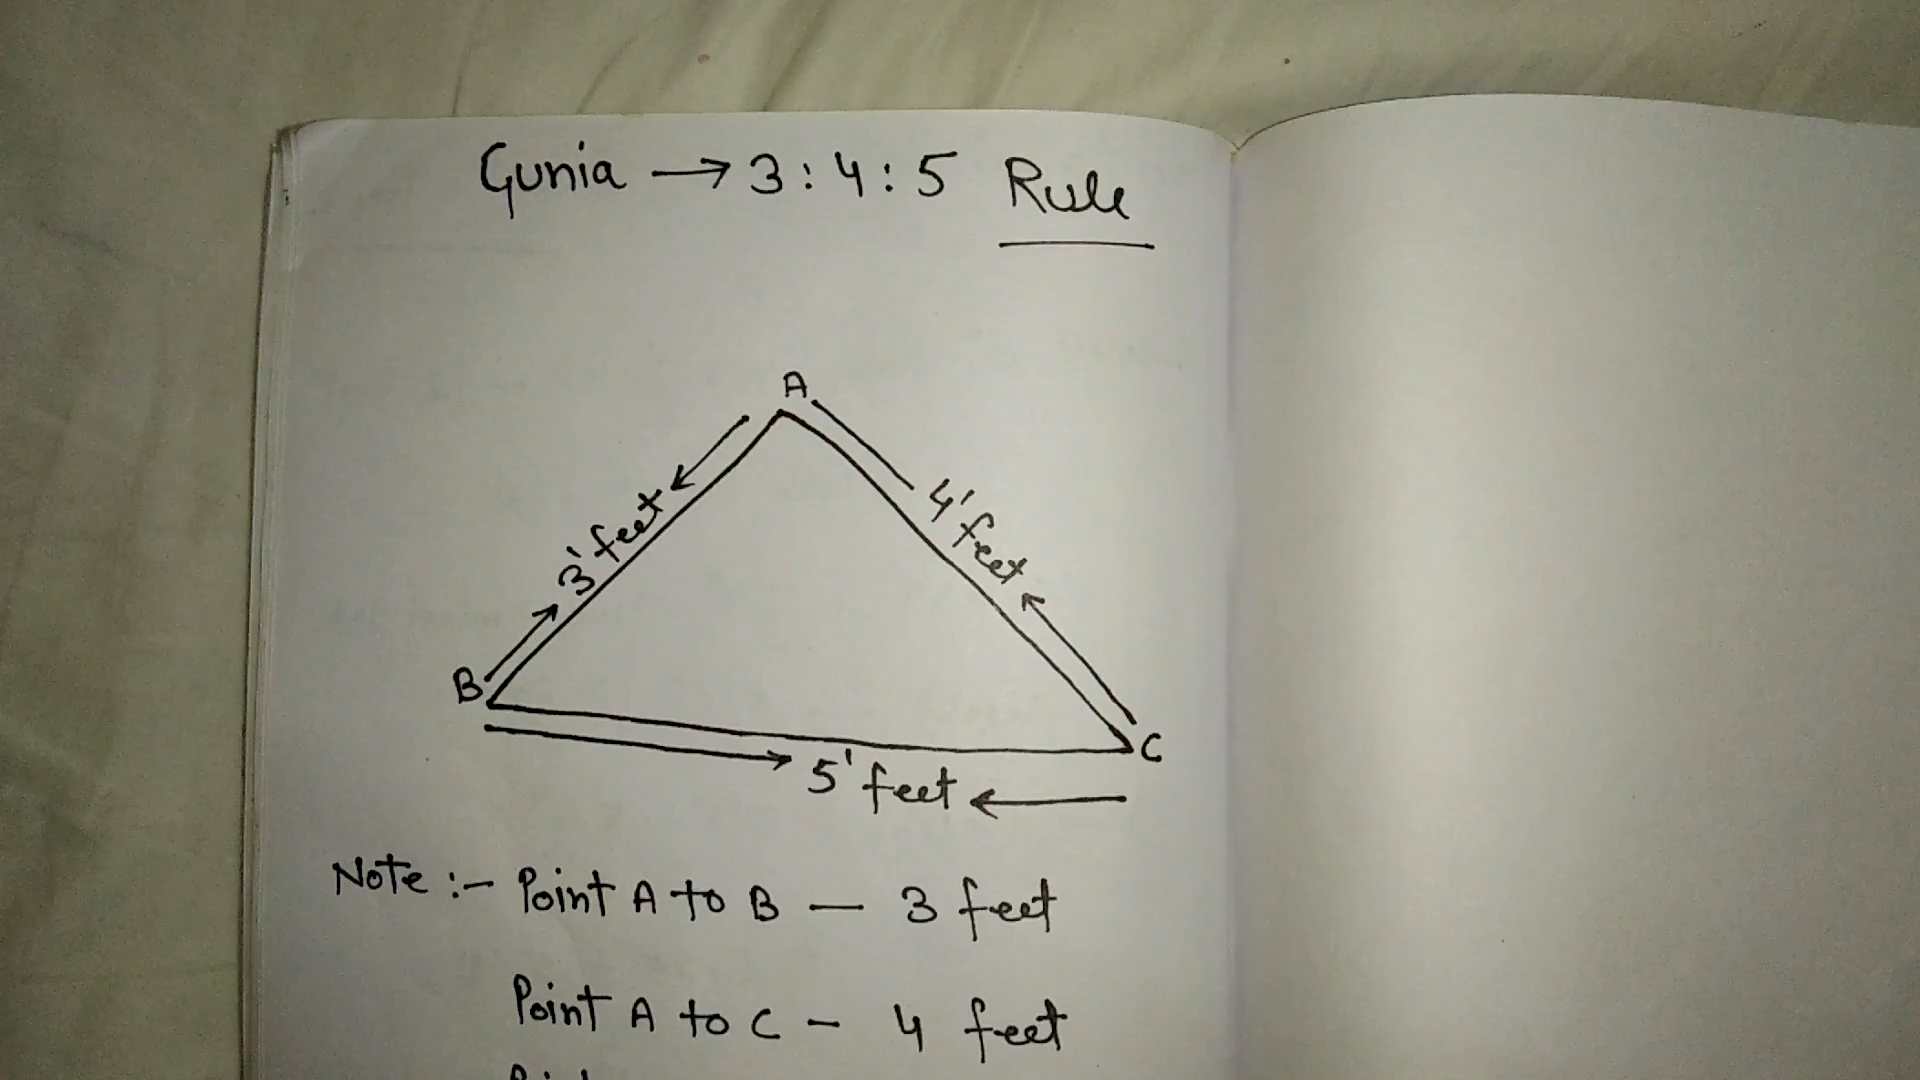 Gunia → 3 : 4 : 5 Rule
A
3' feet
4' feet
B
C
5' feet
Note :- Point A to B — 3 feet
Point A to C - 4 feet